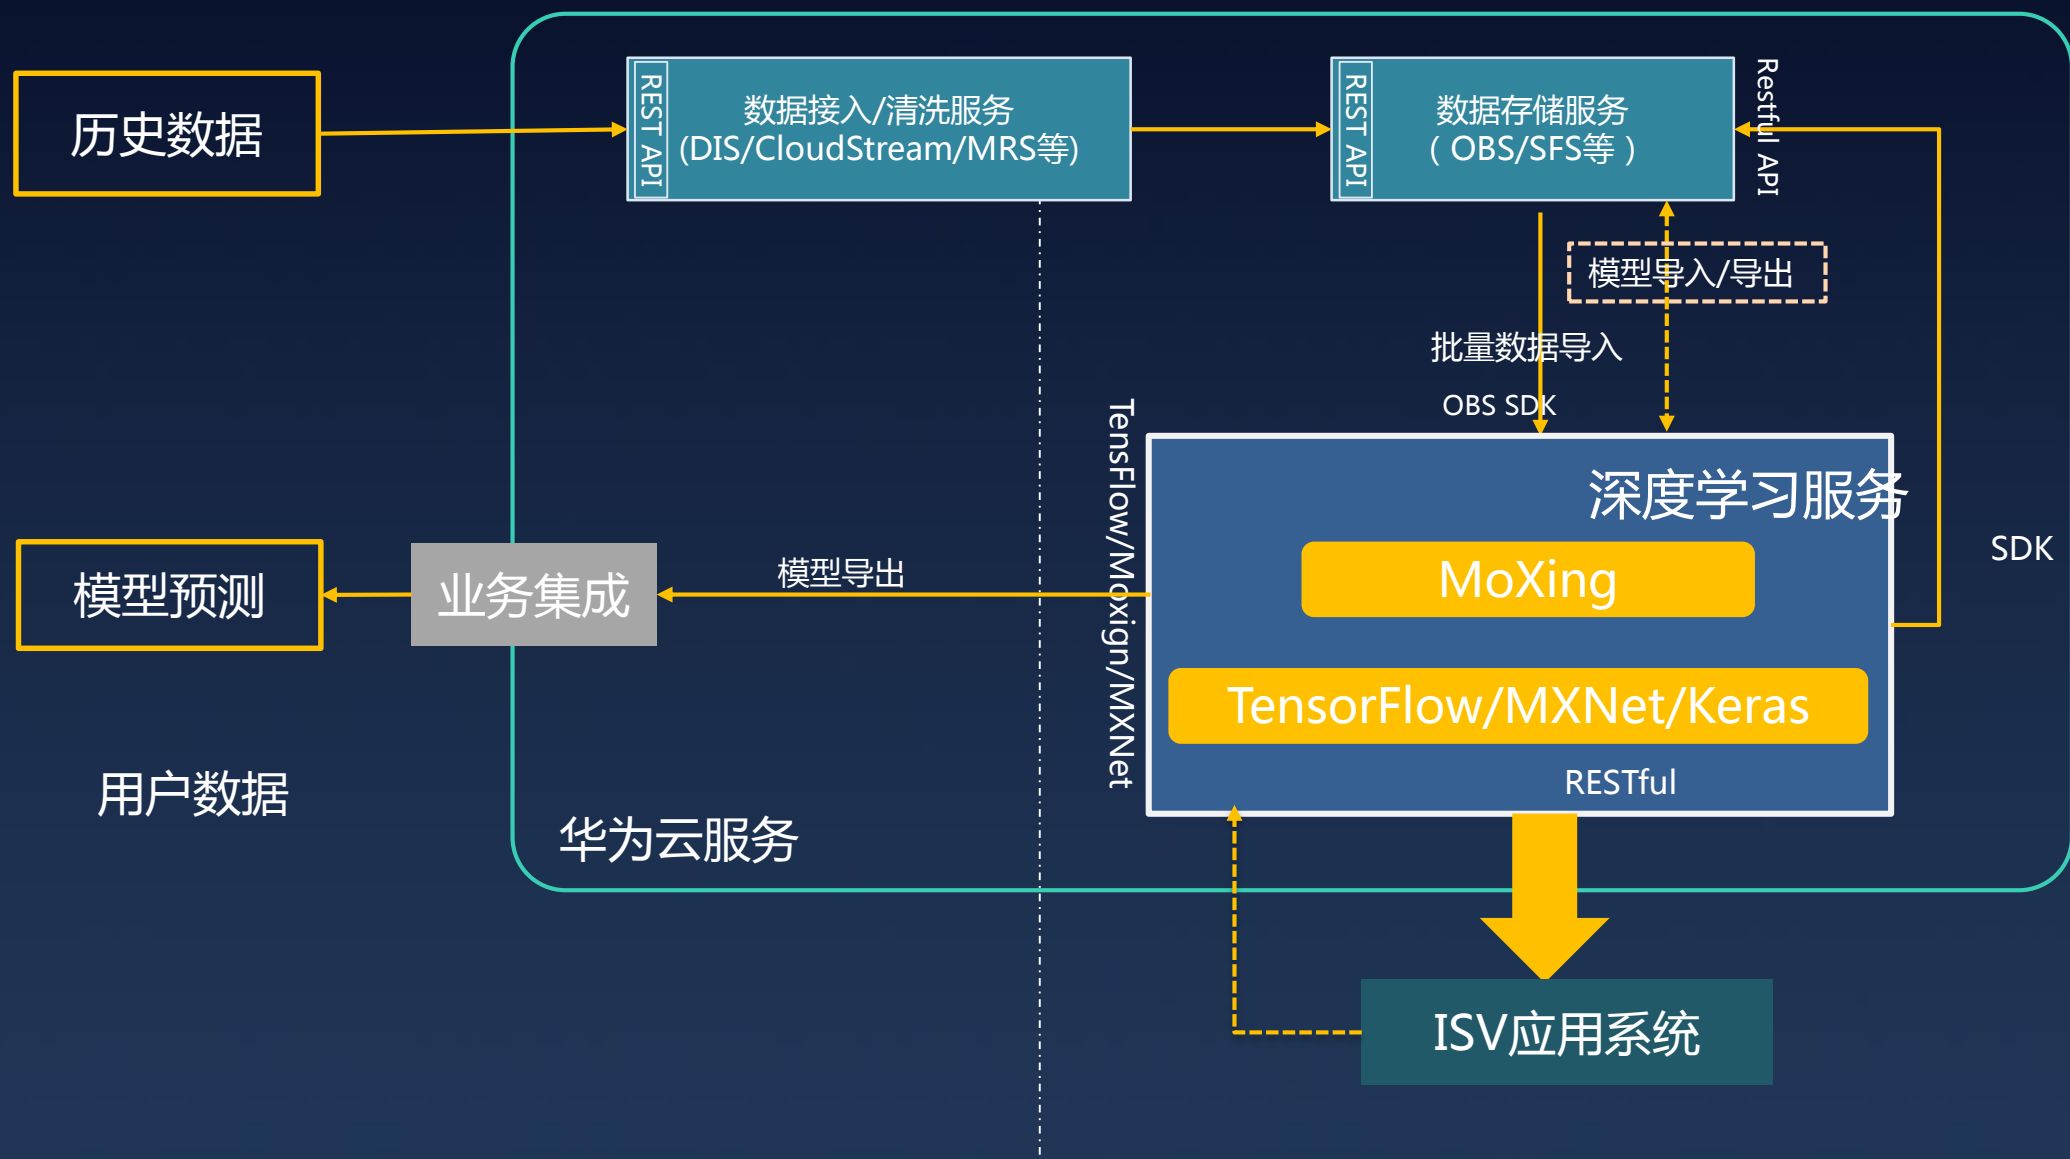 历史数据
REST API
数据接入/清洗服务
(DIS/CloudStream/MRS等)
REST API
数据存储服务
（OBS/SFS等）
Restful API
模型导入/导出
批量数据导入
OBS SDK
TensFlow/Moxign/MXNet
深度学习服务
SDK
MoXing
模型预测
业务集成
模型导出
TensorFlow/MXNet/Keras
RESTful
用户数据
华为云服务
ISV应用系统